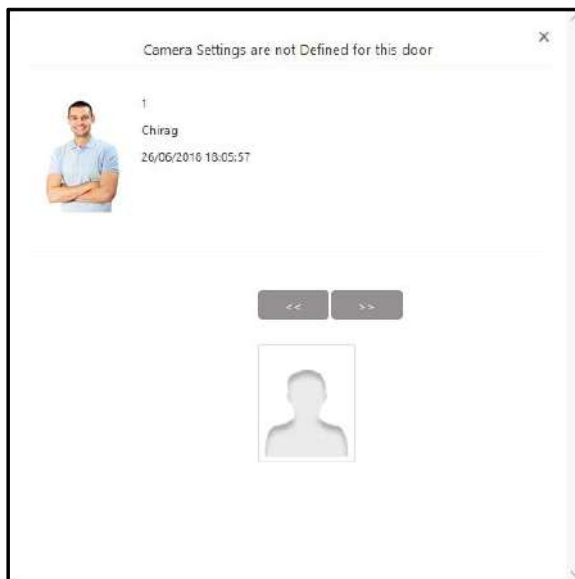 Camera Settings are not Defined for this door
×
1
Chirag
26/06/2018 18:05:57
<< >>